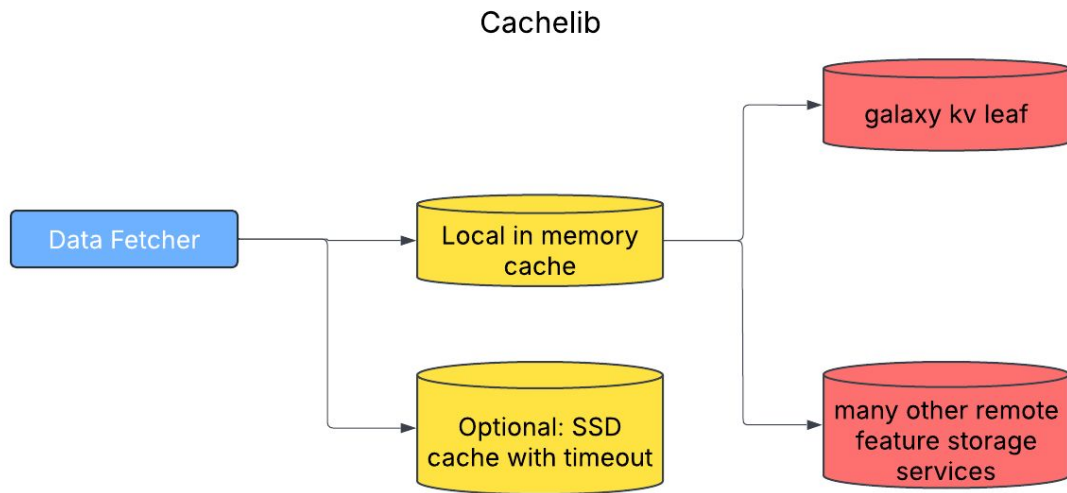 Cachelib
galaxy kv leaf
Data Fetcher
Local in memory
cache
Optional: SSD
cache with timeout
many other remote
feature storage
services